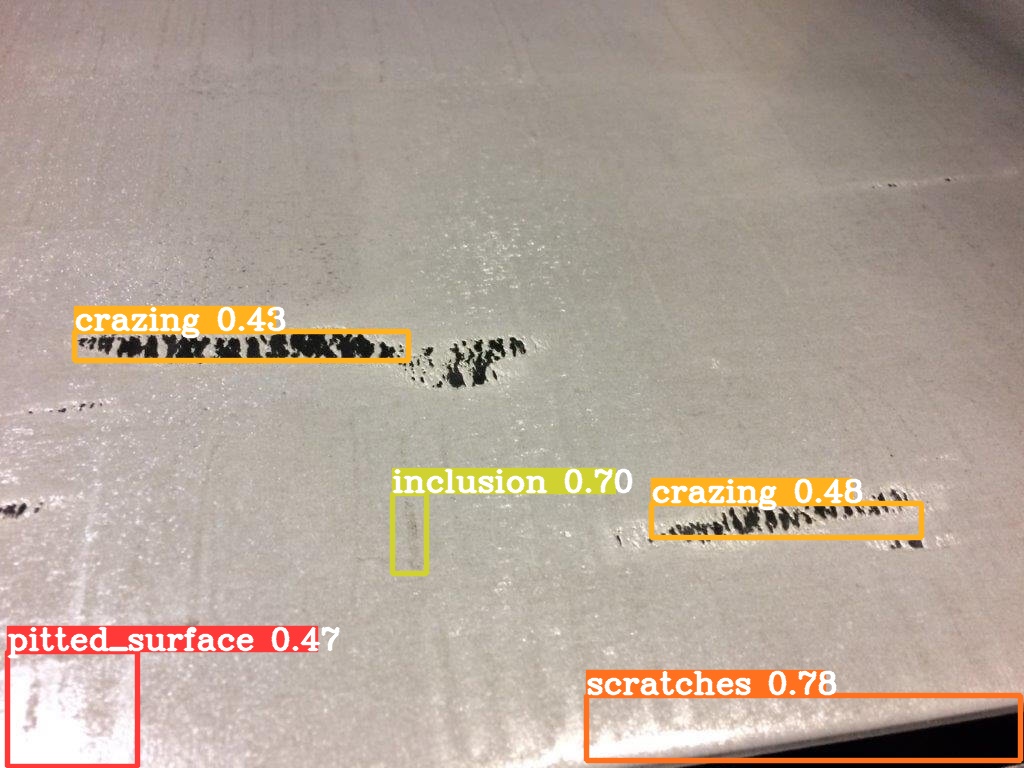 crazing 0.43
inclusion 0.70
crazing 0.48
pitted_surface 0.47
scratches 0.78